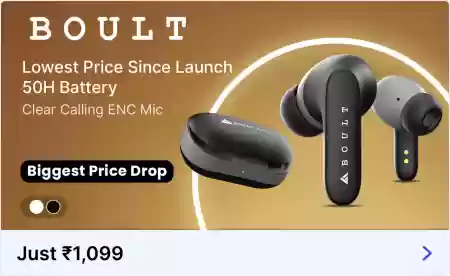 BOULT
Lowest Price Since Launch
50H Battery
Clear Calling ENC Mic
BOULT
Biggest Price Drop
Just ₹1,099